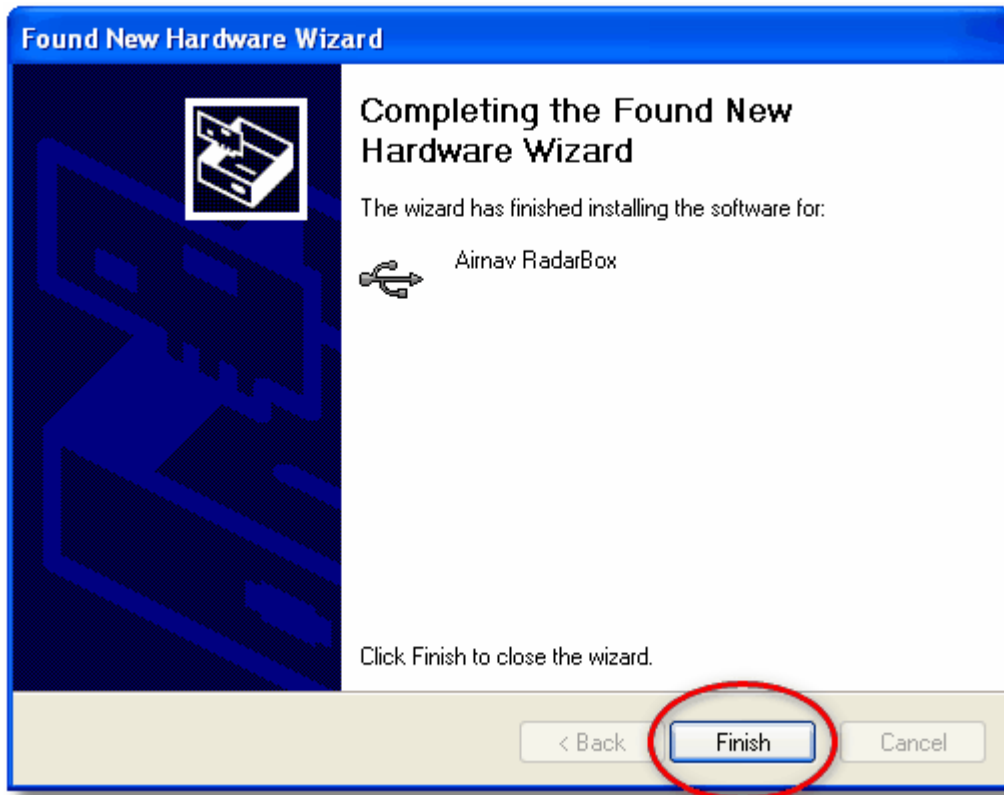 Found New Hardware Wizard
Completing the Found New
Hardware Wizard
The wizard has finished installing the software for:
Airnav RadarBox
Click Finish to close the wizard.
< Back
Finish
Cancel